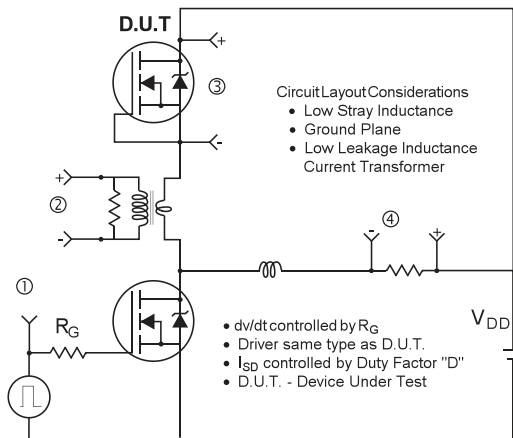 D.U.T
+
③
-
Circuit Layout Considerations
• Low Stray Inductance
• Ground Plane
• Low Leakage Inductance
Current Transformer
+
②
-
④
- +
①
RG
VDD
• dv/dt controlled by RG
• Driver same type as D.U.T.
• ISD controlled by Duty Factor "D"
• D.U.T. - Device Under Test